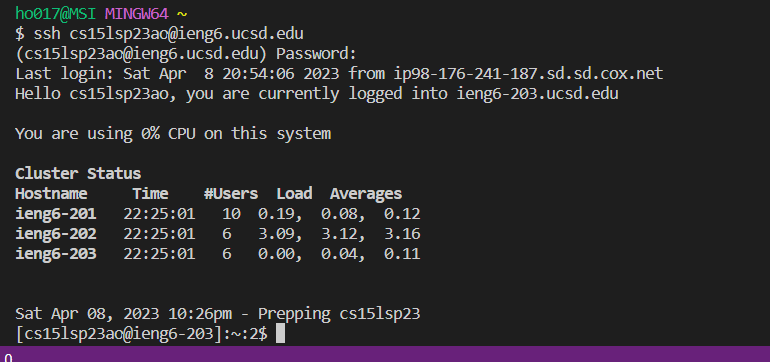 ho017@MSI MINGW64 ~
$ ssh cs15lsp23ao@ieng6.ucsd.edu
(cs15lsp23ao@ieng6.ucsd.edu) Password:
Last login: Sat Apr  8 20:54:06 2023 from ip98-176-241-187.sd.sd.cox.net
Hello cs15lsp23ao, you are currently logged into ieng6-203.ucsd.edu
You are using 0% CPU on this system
Cluster Status
Hostname     Time    #Users  Load  Averages
ieng6-201   22:25:01   10  0.19,  0.08,  0.12
ieng6-202   22:25:01   6   3.09,  3.12,  3.16
ieng6-203   22:25:01   6   0.00,  0.04,  0.11
Sat Apr 08, 2023 10:26pm - Prepping cs15lsp23
[cs15lsp23ao@ieng6-203]:~:2$